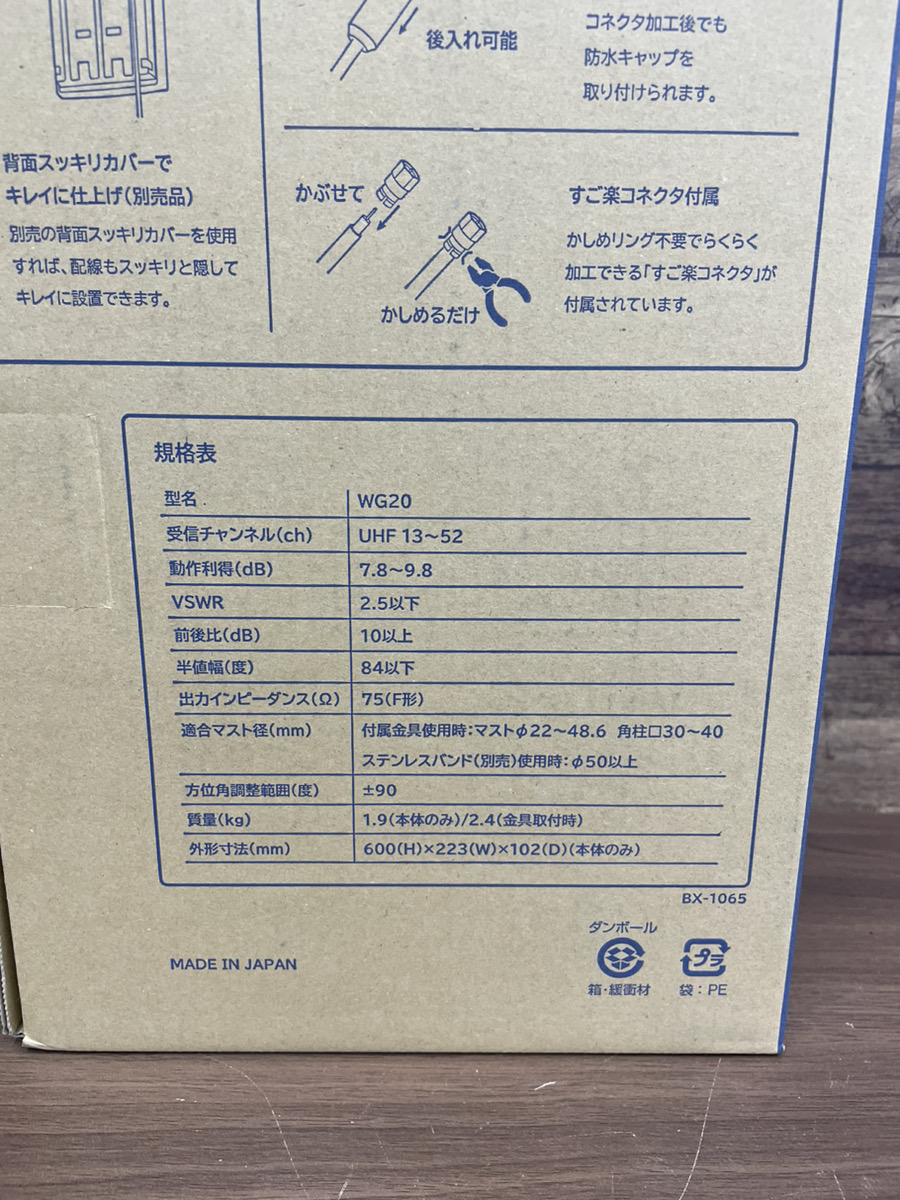 後入れ可能
コネクタ加工後でも
防水キャップを
取り付けられます。
背面スッキリカバーで
キレイに仕上げ(別売品)
別売の背面スッキリカバーを使用
すれば、配線もスッキリと隠して
キレイに設置できます。
かぶせて
かしめるだけ
すご楽コネクタ付属
かしめリング不要でらくらく
加工できる「すご楽コネクタ」が
付属されています。
規格表
型名 WG20
受信チャンネル(ch) UHF 13〜52
動作利得(dB) 7.8〜9.8
VSWR 2.5以下
前後比(dB) 10以上
半値幅(度) 84以下
出力インピーダンス(Ω) 75(F形)
適合マスト径(mm) 付属金具使用時:マストφ22〜48.6 角柱□30〜40
ステンレスバンド(別売)使用時:φ50以上
方位角調整範囲(度) ±90
質量(kg) 1.9(本体のみ)/2.4(金具取付時)
外形寸法(mm) 600(H)×223(W)×102(D)(本体のみ)
BX-1065
MADE IN JAPAN
ダンボール
箱・緩衝材
プラ
袋:PE